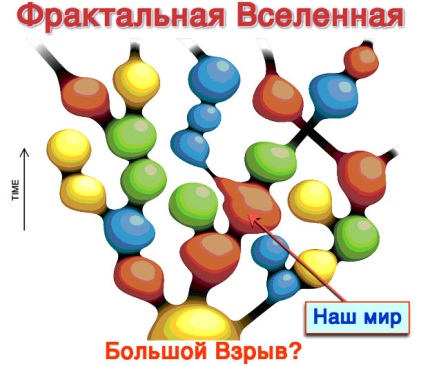 Фрактальная Вселенная
TIME
Наш мир
Большой Взрыв?